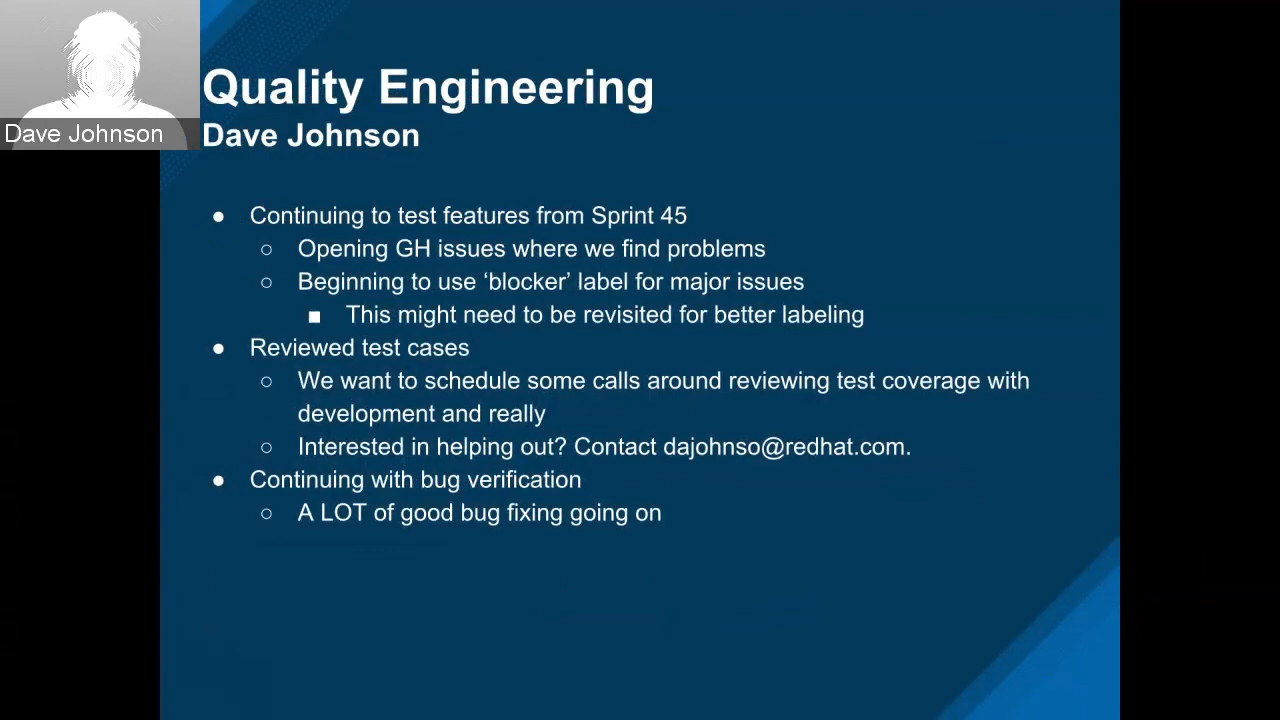 Dave Johnson
Quality Engineering
Dave Johnson
● Continuing to test features from Sprint 45
○ Opening GH issues where we find problems
○ Beginning to use ‘blocker’ label for major issues
■ This might need to be revisited for better labeling
● Reviewed test cases
○ We want to schedule some calls around reviewing test coverage with
development and really
○ Interested in helping out? Contact dajohnso@redhat.com.
● Continuing with bug verification
○ A LOT of good bug fixing going on